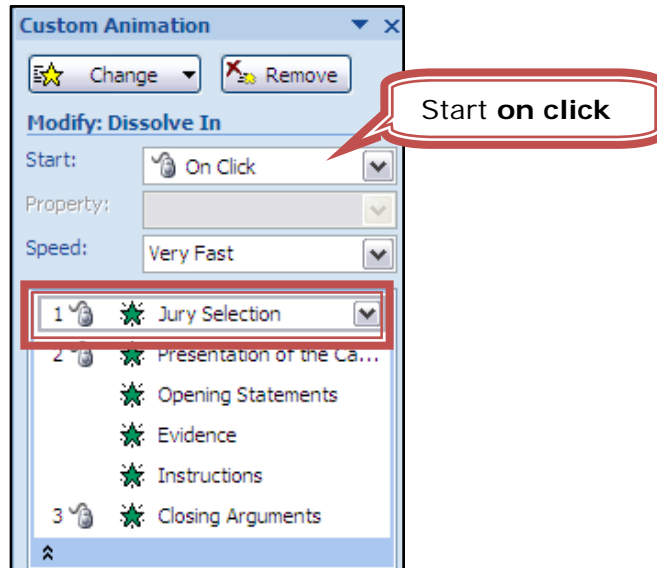 Custom Animation
Change
Remove
Start on click
Modify: Dissolve In
Start:
On Click
Property:
Speed:
Very Fast
1 Jury Selection
2 Presentation of the Ca...
Opening Statements
Evidence
Instructions
3 Closing Arguments